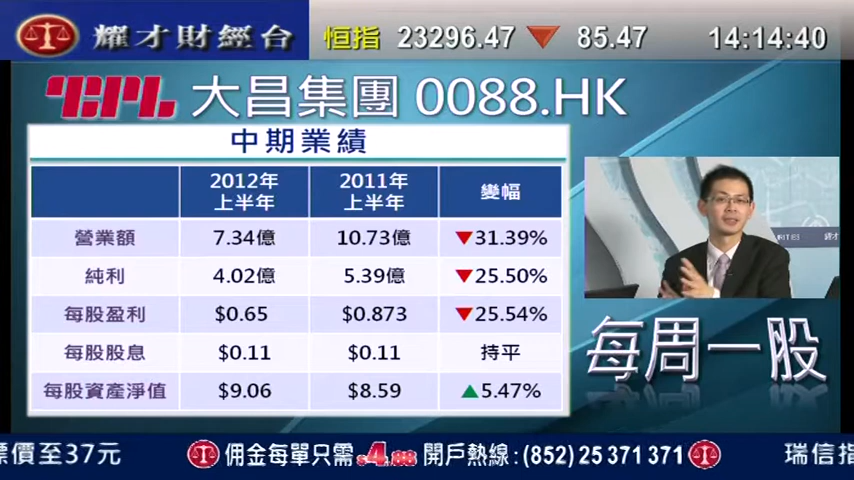 耀才財經台
恒指 23296.47 ▼ 85.47 14:14:40
TCPL 大昌集團 0088.HK
中期業績
2012年上半年 2011年上半年 變幅
營業額 7.34億 10.73億 ▼31.39%
純利 4.02億 5.39億 ▼25.50%
每股盈利 $0.65 $0.873 ▼25.54%
每股股息 $0.11 $0.11 持平
每股資產淨值 $9.06 $8.59 ▲5.47%
每周一股
標價至37元 佣金每單只需 開戶熱線:(852) 25 371 371 瑞信指